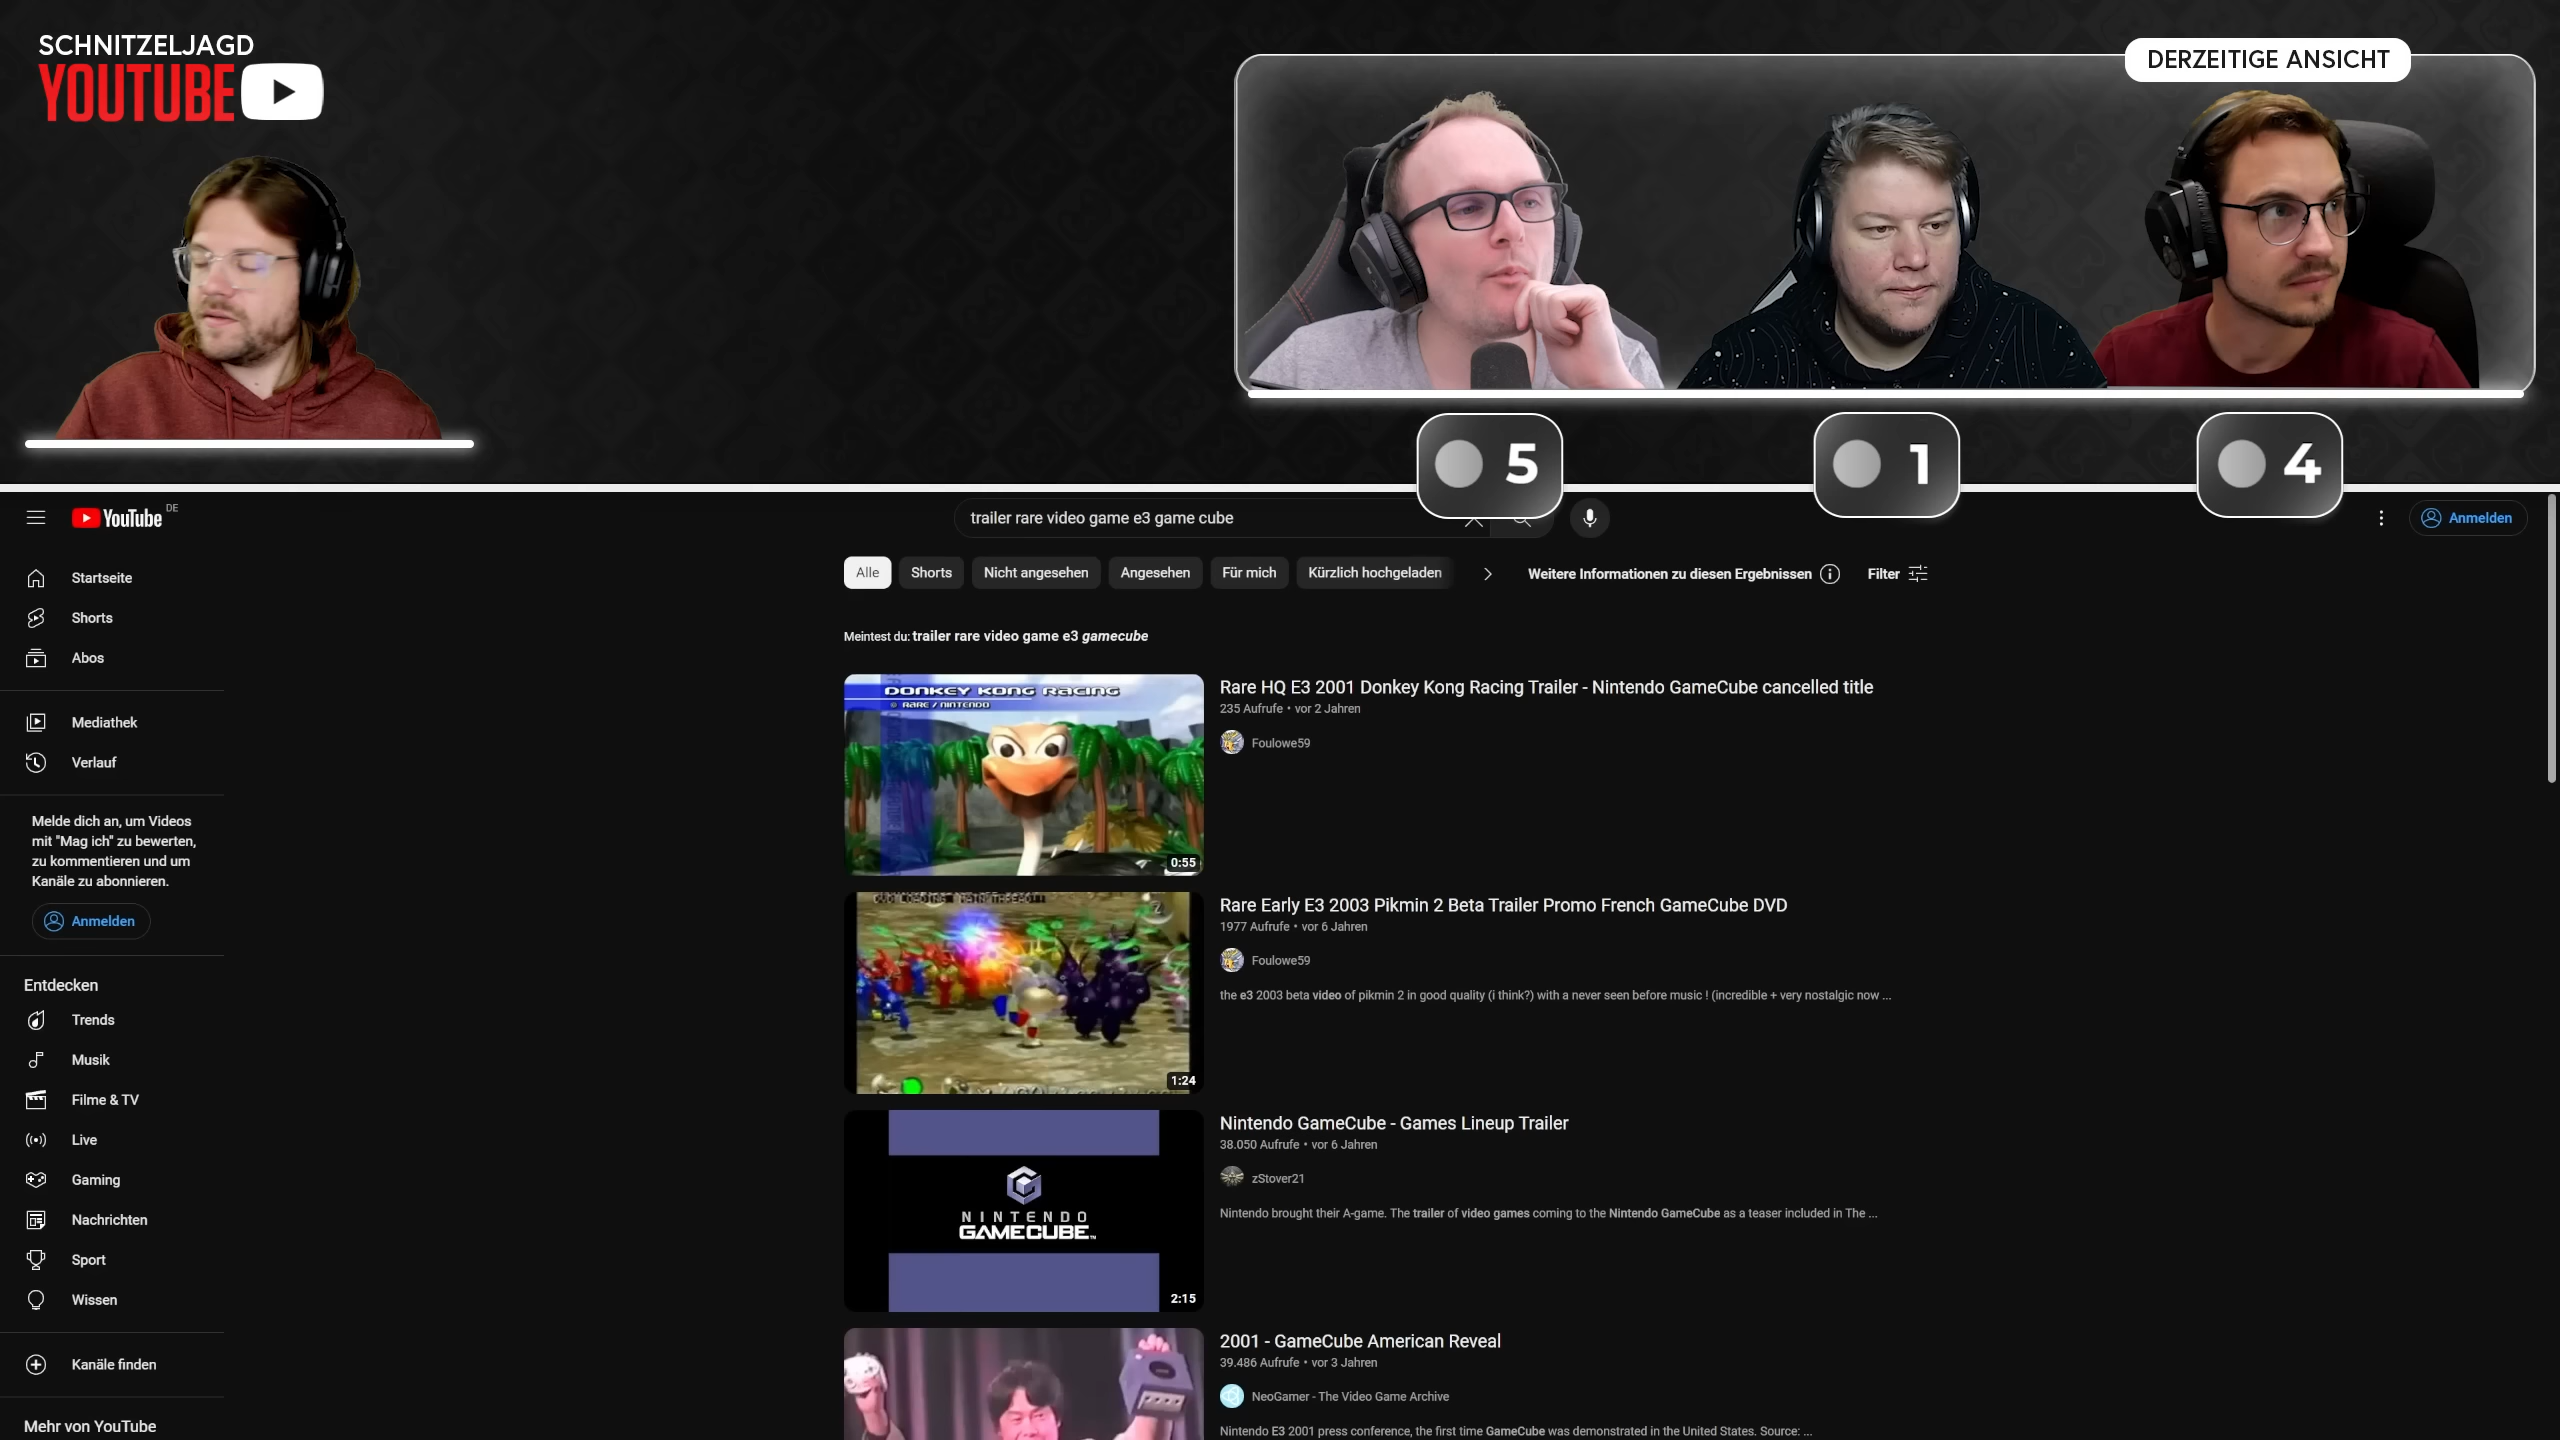 SCHNITZELJAGD
YOUTUBE
DERZEITIGE ANSICHT
5
1
4
YouTube DE
trailer rare video game e3 game cube
Anmelden
Startseite
Shorts
Abos
Mediathek
Verlauf
Melde dich an, um Videos
mit "Mag ich" zu bewerten,
zu kommentieren und um
Kanäle zu abonnieren.
Anmelden
Entdecken
Trends
Musik
Filme & TV
Live
Gaming
Nachrichten
Sport
Wissen
Kanäle finden
Mehr von YouTube
Alle
Shorts
Nicht angesehen
Angesehen
Für mich
Kürzlich hochgeladen
Weitere Informationen zu diesen Ergebnissen
Filter
Meintest du: trailer rare video game e3 gamecube
DONKEY KONG RACING
© RARE / NINTENDO
0:55
Rare HQ E3 2001 Donkey Kong Racing Trailer - Nintendo GameCube cancelled title
235 Aufrufe • vor 2 Jahren
Foulowe59
1:24
Rare Early E3 2003 Pikmin 2 Beta Trailer Promo French GameCube DVD
1977 Aufrufe • vor 6 Jahren
Foulowe59
the e3 2003 beta video of pikmin 2 in good quality (i think?) with a never seen before music ! (incredible + very nostalgic now ...
NINTENDO
GAMECUBE™
2:15
Nintendo GameCube - Games Lineup Trailer
38.050 Aufrufe • vor 6 Jahren
zStover21
Nintendo brought their A-game. The trailer of video games coming to the Nintendo GameCube as a teaser included in The ...
2001 - GameCube American Reveal
39.486 Aufrufe • vor 3 Jahren
NeoGamer - The Video Game Archive
Nintendo E3 2001 press conference, the first time GameCube was demonstrated in the United States. Source: ...